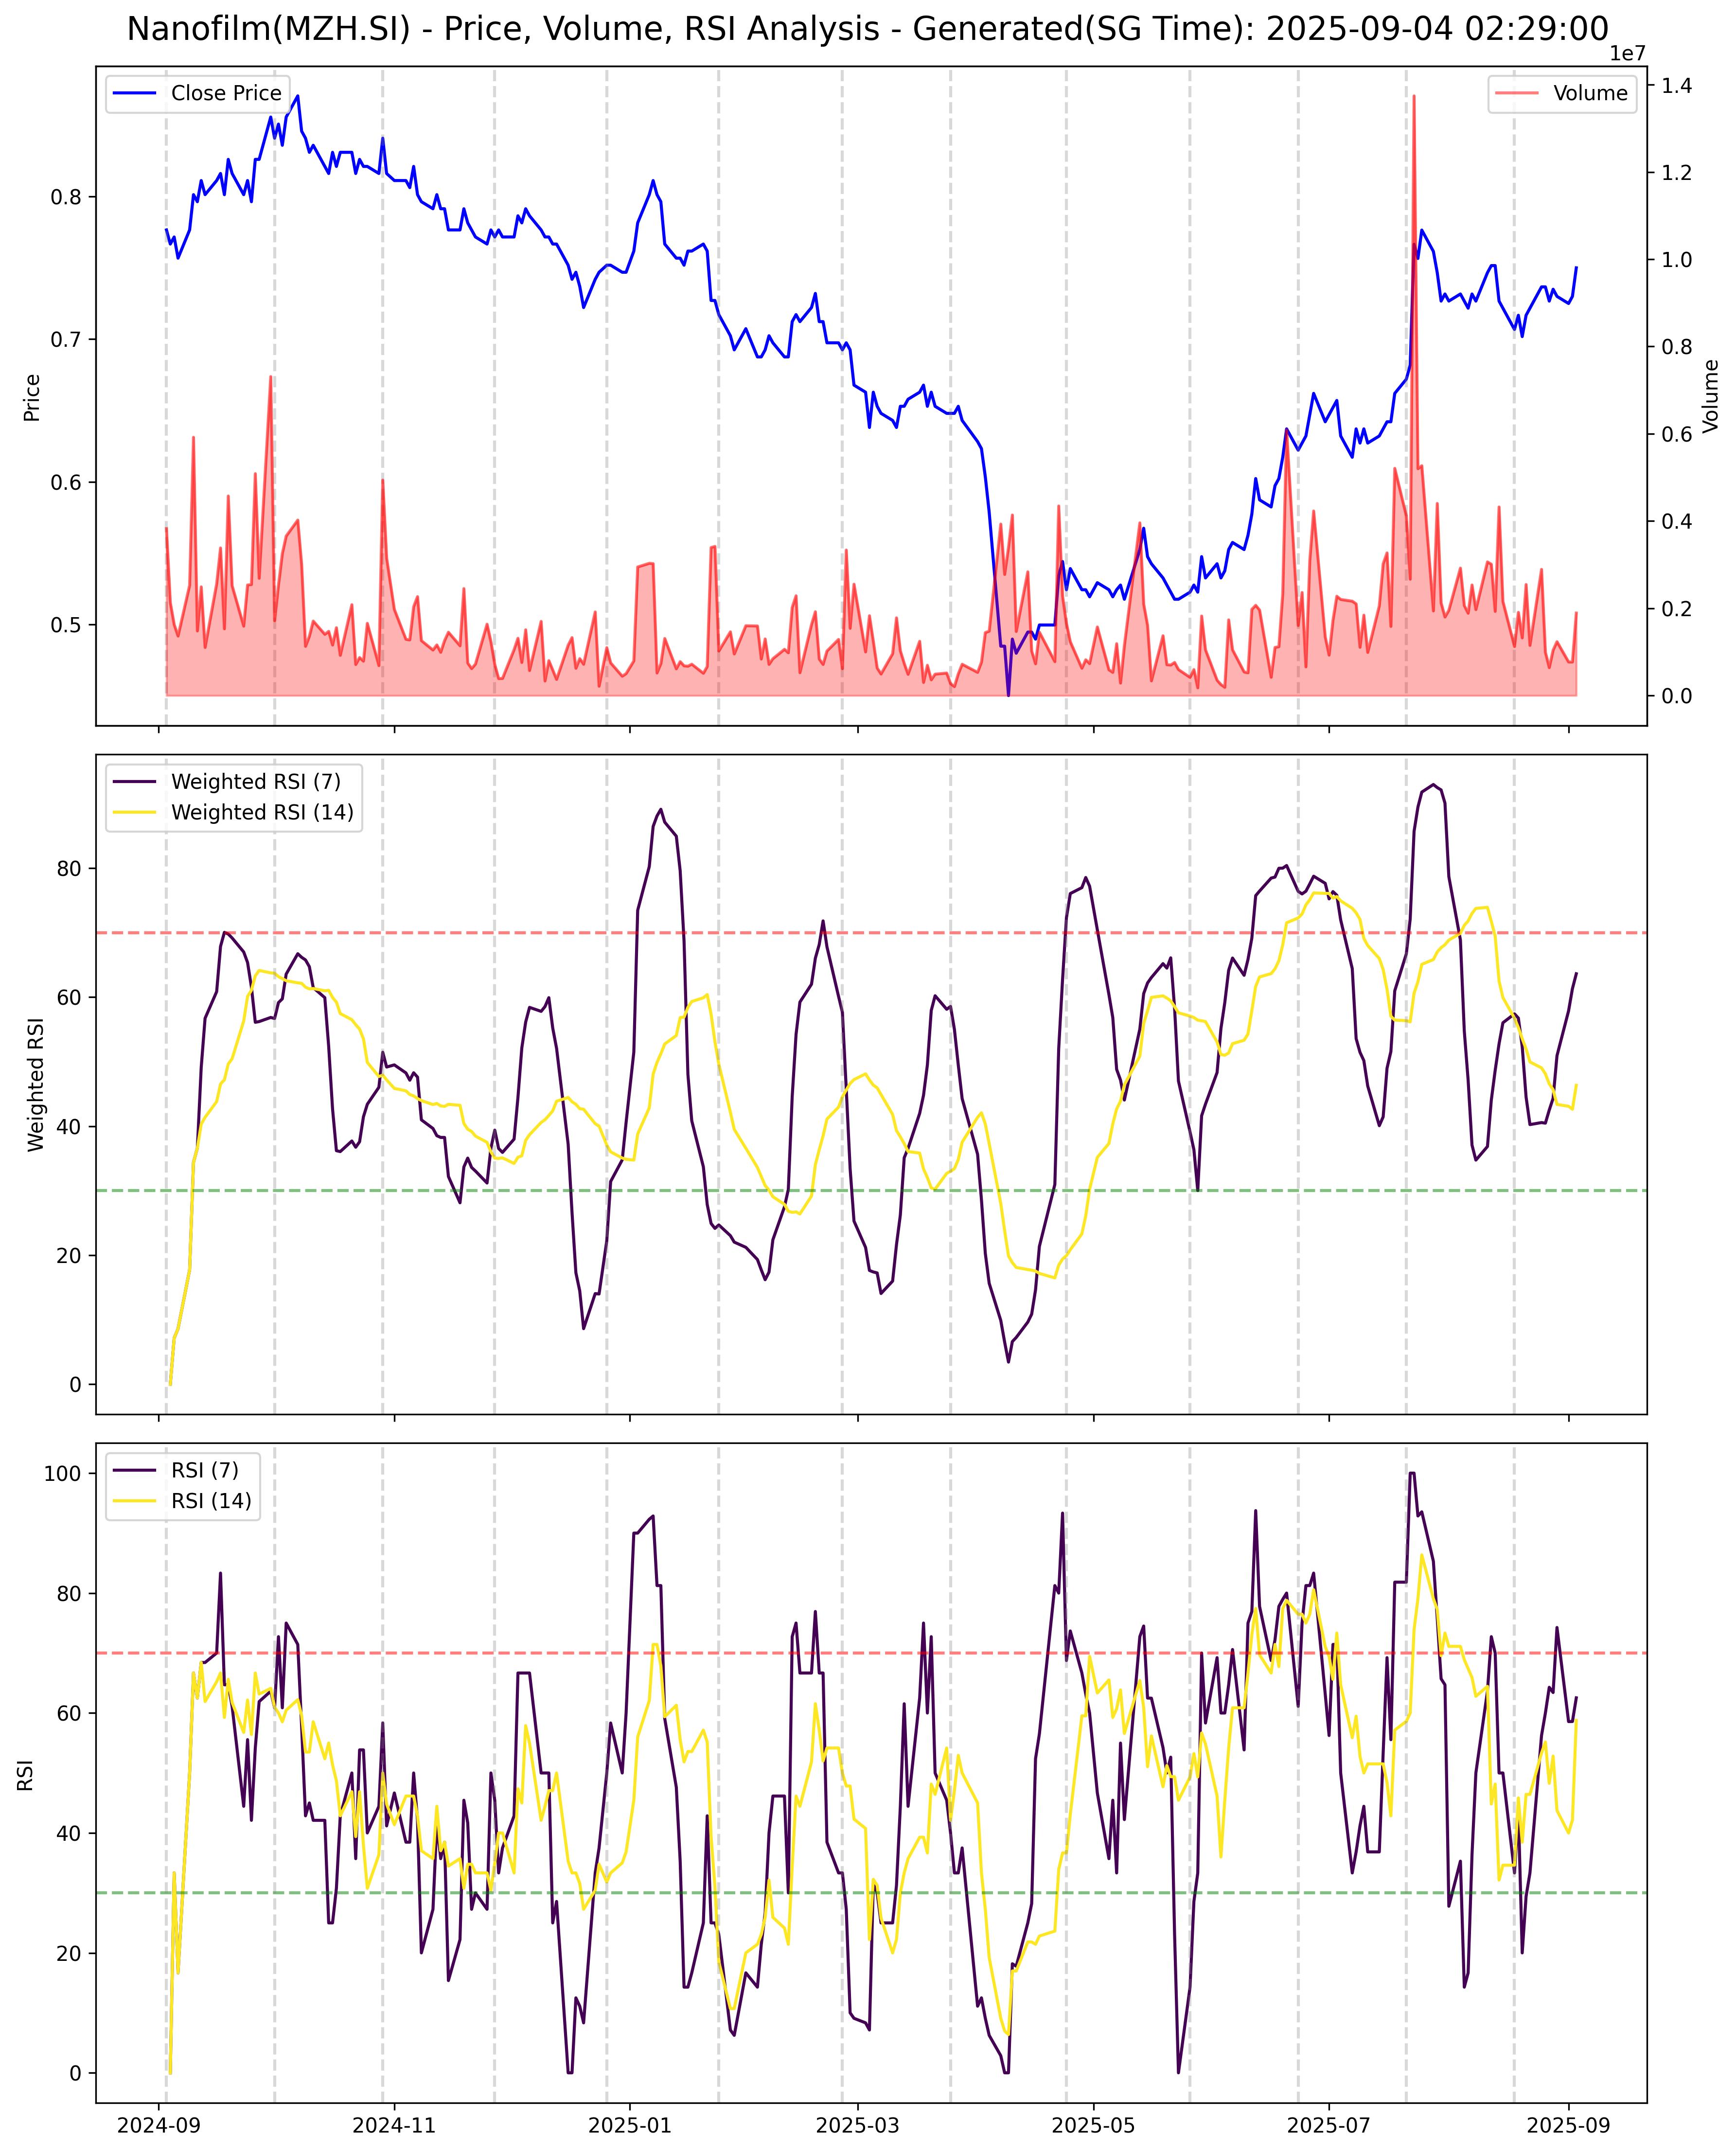 Nanofilm(MZH.SI) - Price, Volume, RSI Analysis - Generated(SG Time): 2025-09-04 02:29:00
1e7
Close Price
Volume
0.8
0.7
0.6
0.5
Price
1.4
1.2
1.0
0.8
0.6
0.4
0.2
0.0
Volume
Weighted RSI (7)
Weighted RSI (14)
80
60
40
20
0
Weighted RSI
RSI (7)
RSI (14)
100
80
60
40
20
0
RSI
2024-09
2024-11
2025-01
2025-03
2025-05
2025-07
2025-09